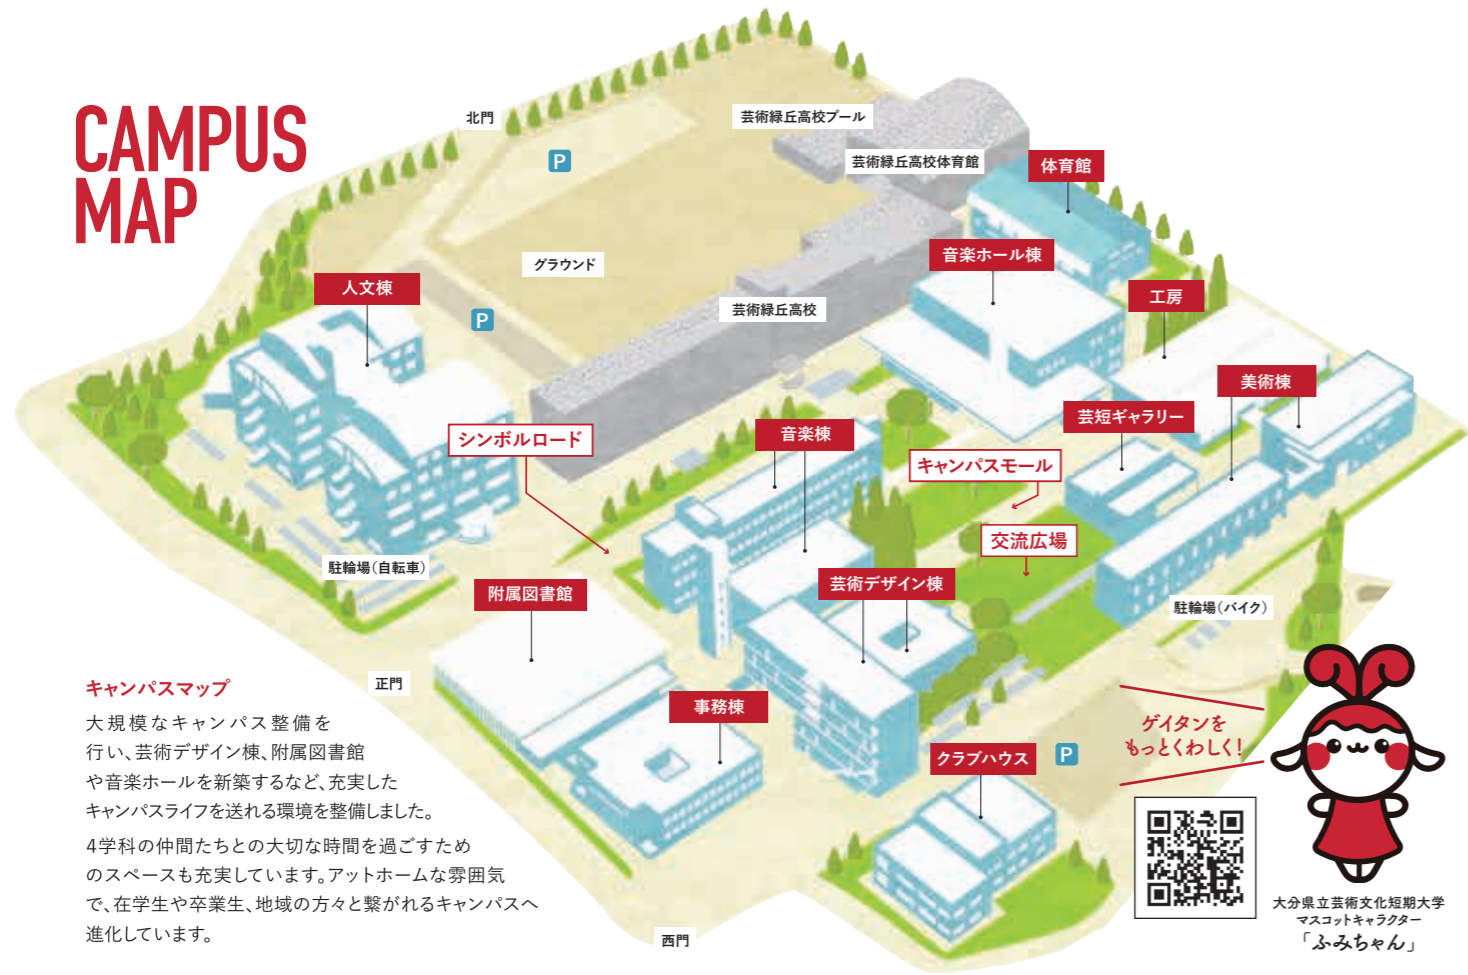 CAMPUS
MAP
北門
芸術緑丘高校プール
芸術緑丘高校体育館
体育館
P
グラウンド
音楽ホール棟
人文棟
工房
芸術緑丘高校
P
美術棟
芸短ギャラリー
シンボルロード
音楽棟
キャンパスモール
交流広場
駐輪場(自転車)
芸術デザイン棟
附属図書館
駐輪場(バイク)
正門
事務棟
クラブハウス
P
キャンパスマップ
大規模なキャンパス整備を
行い、芸術デザイン棟、附属図書館
や音楽ホールを新築するなど、充実した
キャンパスライフを送れる環境を整備しました。
4学科の仲間たちとの大切な時間を過ごすため
のスペースも充実しています。アットホームな雰囲気
で、在学生や卒業生、地域の方々と繋がれるキャンパスへ
進化しています。
西門
ゲイタンを
もっとくわしく!
大分県立芸術文化短期大学
マスコットキャラクター
「ふみちゃん」